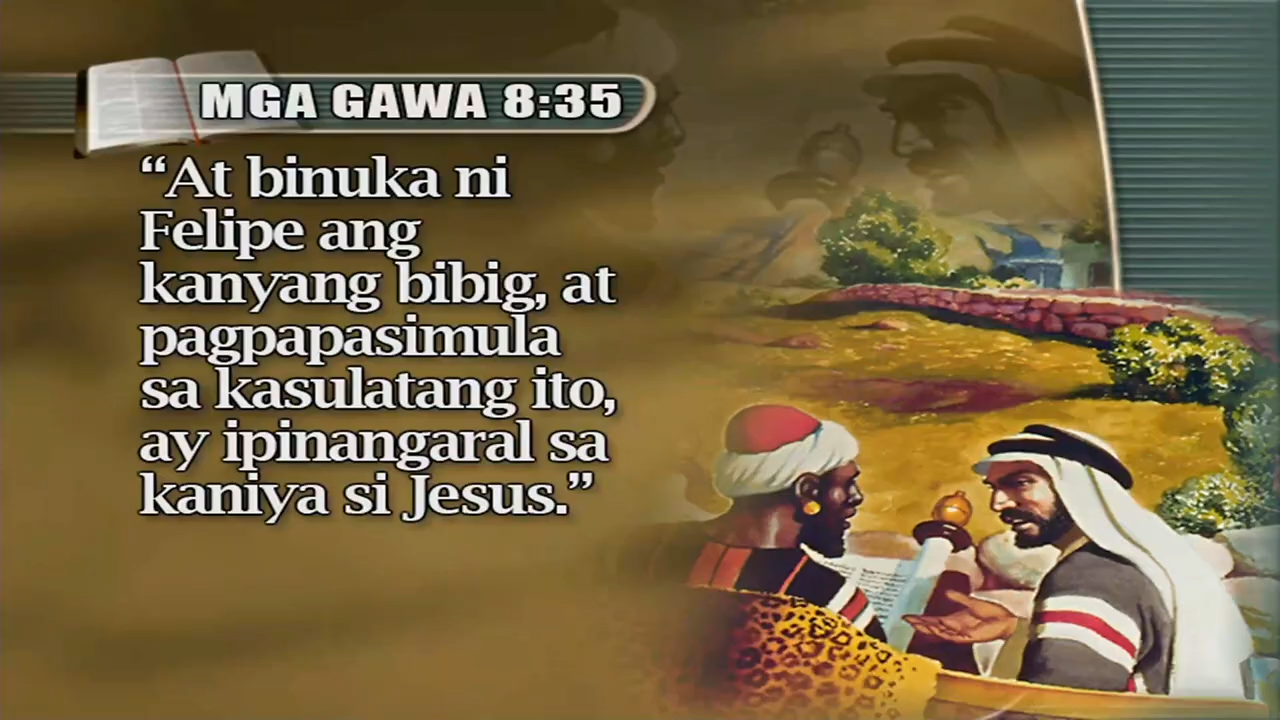 MGA GAWA 8:35
“At binuka ni
Felipe ang
kanyang bibig, at
pagpapasimula
sa kasulatang ito,
ay ipinangaral sa
kaniya si Jesus.”